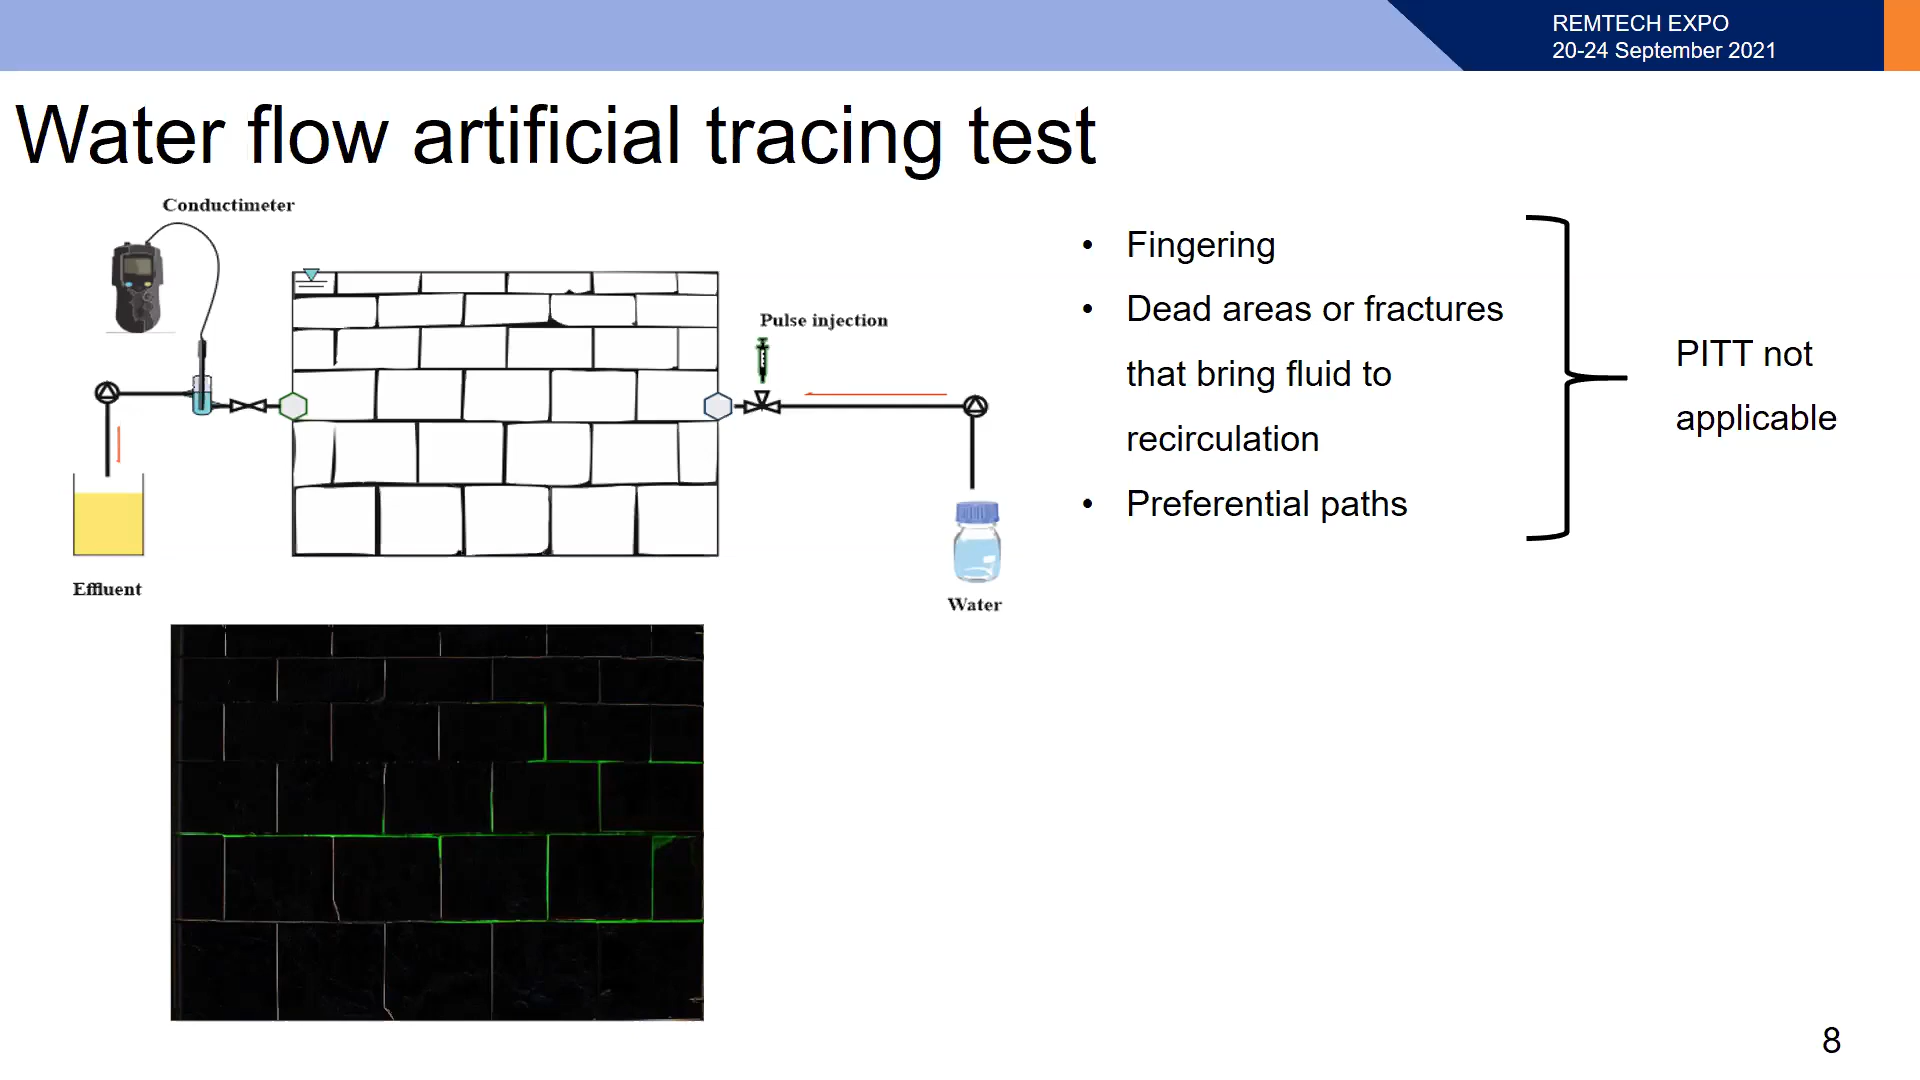 REMTECH EXPO
20-24 September 2021
Water flow artificial tracing test
Conductimeter
Pulse injection
Effluent
Water
• Fingering
• Dead areas or fractures
that bring fluid to
recirculation
• Preferential paths
PITT not
applicable
8